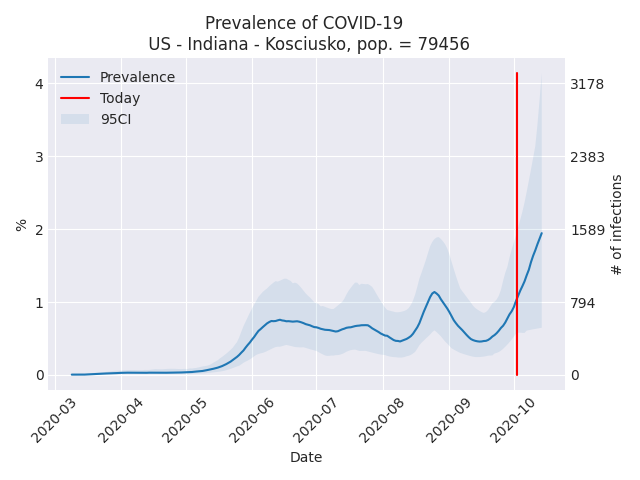 Prevalence of COVID-19
US - Indiana - Kosciusko, pop. = 79456
Prevalence
Today
95CI
4
3
2
1
0
%
3178
2383
1589
794
0
# of infections
2020-03
2020-04
2020-05
2020-06
2020-07
2020-08
2020-09
2020-10
Date